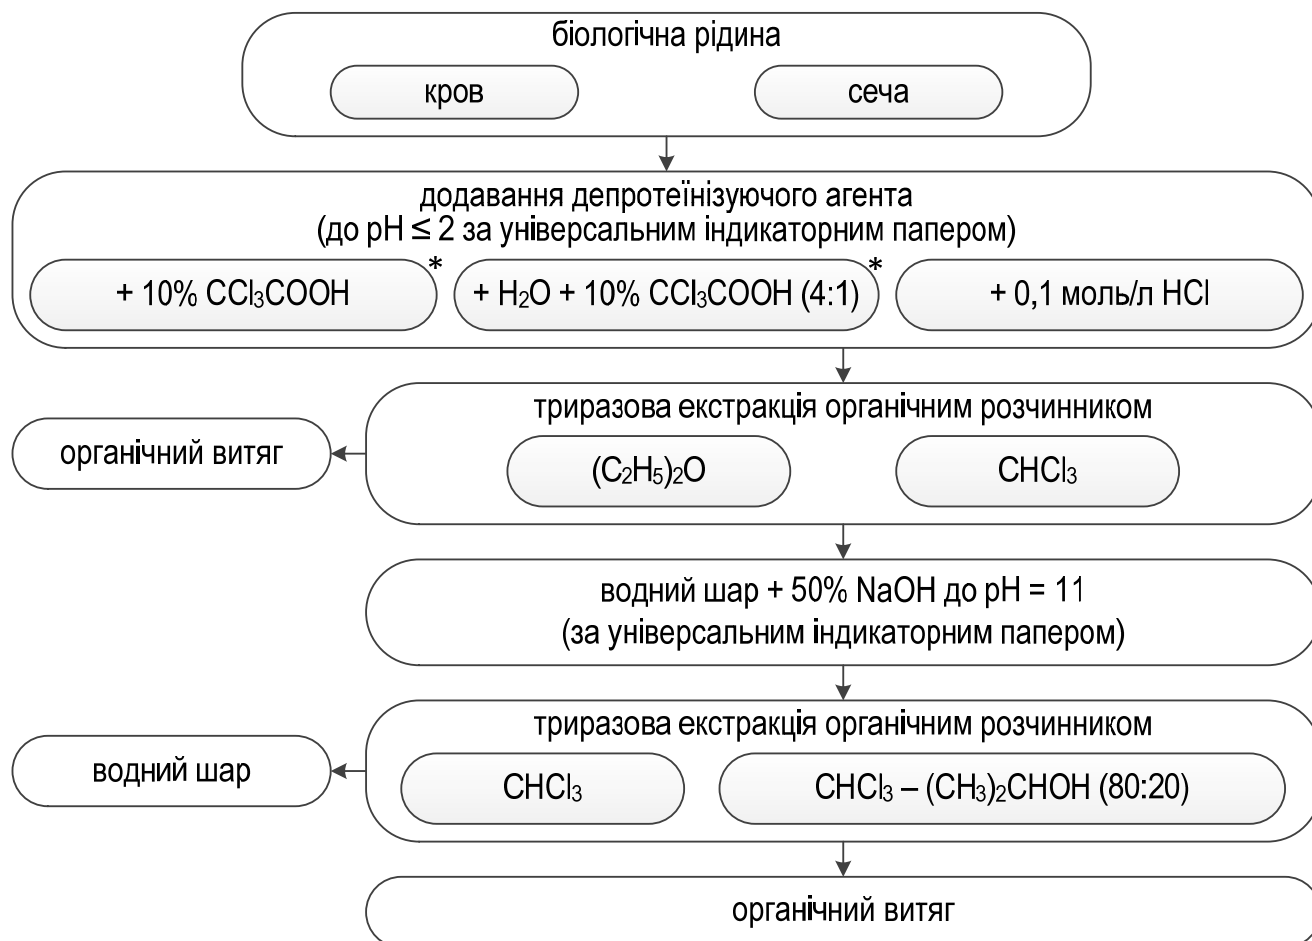 біологічна рідина
кров
сеча
додавання депротеїнізуючого агента
(до pH ≤ 2 за універсальним індикаторним папером)
+ 10% CCl₃COOH*
+ H₂O + 10% CCl₃COOH (4:1)*
+ 0,1 моль/л HCl
триразова екстракція органічним розчинником
органічний витяг
(C₂H₅)₂O
CHCl₃
водний шар + 50% NaOH до pH = 11
(за універсальним індикаторним папером)
триразова екстракція органічним розчинником
водний шар
CHCl₃
CHCl₃ – (CH₃)₂CHOH (80:20)
органічний витяг